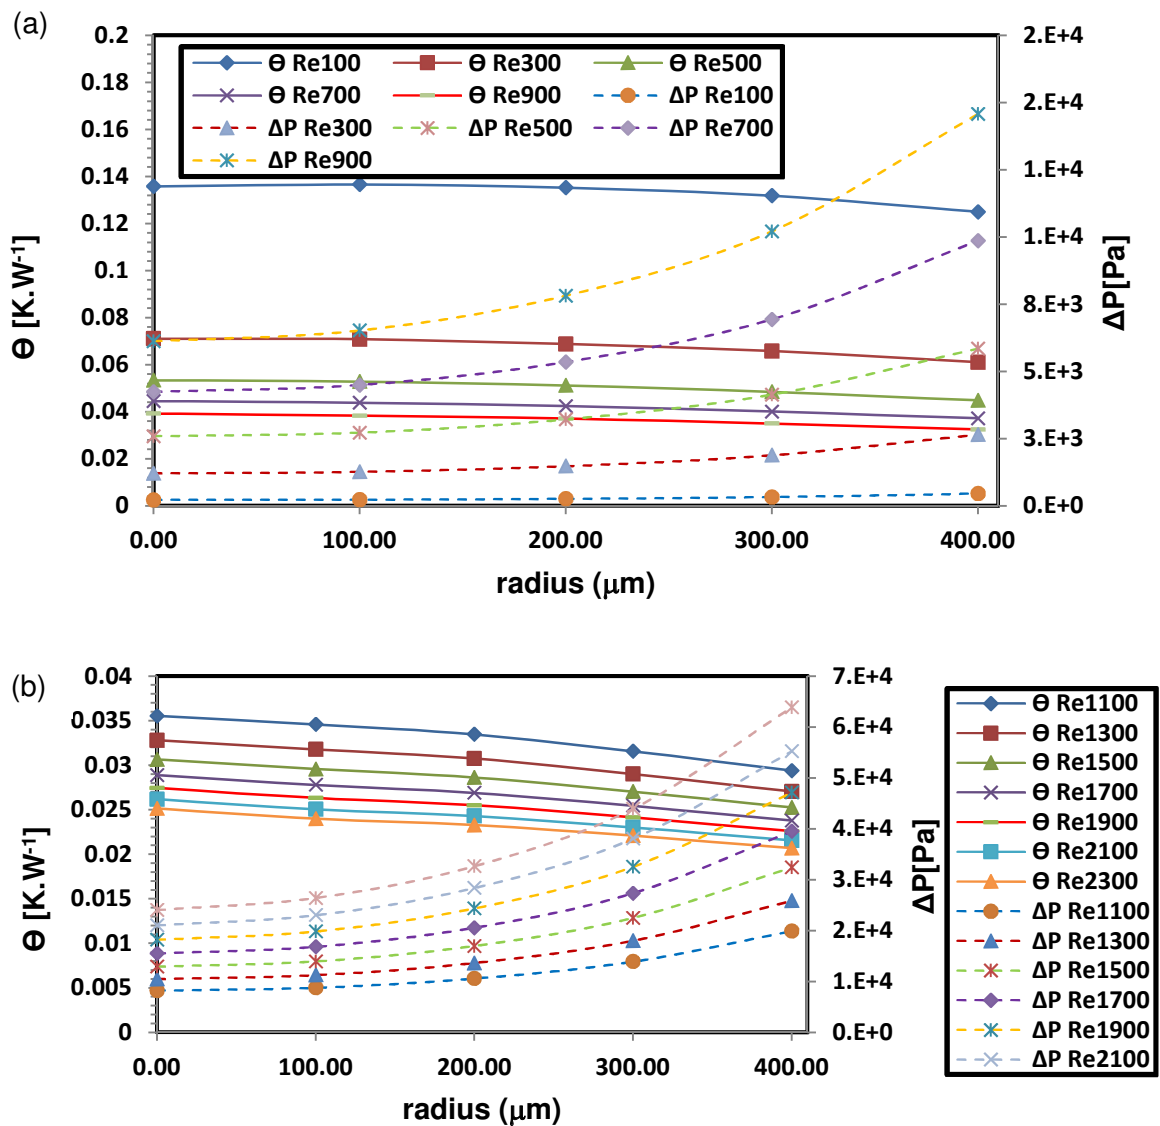 (a)
0.2
0.18
0.16
0.14
0.12
0.1
0.08
0.06
0.04
0.02
0
ϴ [K.W-1]
ϴ Re100 ϴ Re300 ϴ Re500
ϴ Re700 ϴ Re900 ΔP Re100
ΔP Re300 ΔP Re500 ΔP Re700
ΔP Re900
2.E+4
2.E+4
1.E+4
1.E+4
8.E+3
5.E+3
3.E+3
0.E+0
ΔP[Pa]
0.00 100.00 200.00 300.00 400.00
radius (μm)
(b)
0.04
0.035
0.03
0.025
0.02
0.015
0.01
0.005
0
ϴ [K.W-1]
7.E+4
6.E+4
5.E+4
4.E+4
3.E+4
2.E+4
1.E+4
0.E+0
ΔP[Pa]
0.00 100.00 200.00 300.00 400.00
radius (μm)
ϴ Re1100
ϴ Re1300
ϴ Re1500
ϴ Re1700
ϴ Re1900
ϴ Re2100
ϴ Re2300
ΔP Re1100
ΔP Re1300
ΔP Re1500
ΔP Re1700
ΔP Re1900
ΔP Re2100